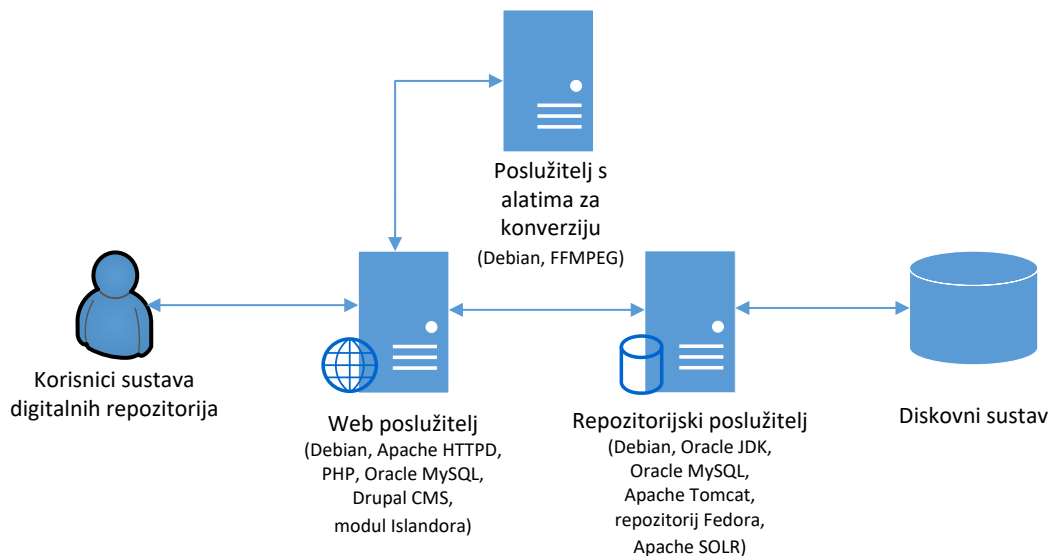 Poslužitelj s
alatima za
konverziju
(Debian, FFMPEG)
Korisnici sustava
digitalnih repozitorija
Web poslužitelj
(Debian, Apache HTTPD,
PHP, Oracle MySQL,
Drupal CMS,
modul Islandora)
Repozitorijski poslužitelj
(Debian, Oracle JDK,
Oracle MySQL,
Apache Tomcat,
repozitorij Fedora,
Apache SOLR)
Diskovni sustav